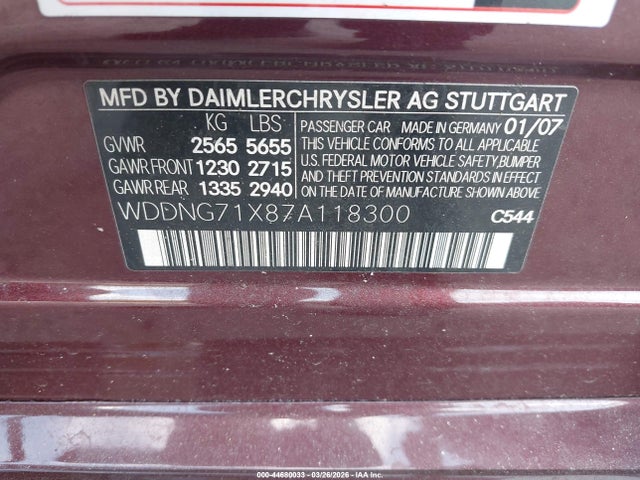 MFD BY DAIMLERCHRYSLER AG STUTTGART
KG LBS
GVWR 2565 5655
GAWR FRONT 1230 2715
GAWR REAR 1335 2940
PASSENGER CAR MADE IN GERMANY 01/07
THIS VEHICLE CONFORMS TO ALL APPLICABLE
U.S. FEDERAL MOTOR VEHICLE SAFETY, BUMPER
AND THEFT PREVENTION STANDARDS IN EFFECT
ON THE DATE OF MANUFACTURE SHOWN ABOVE.
WDDNG71X87A118300
C544
000-44680033 - 03/26/2026 - IAA Inc.